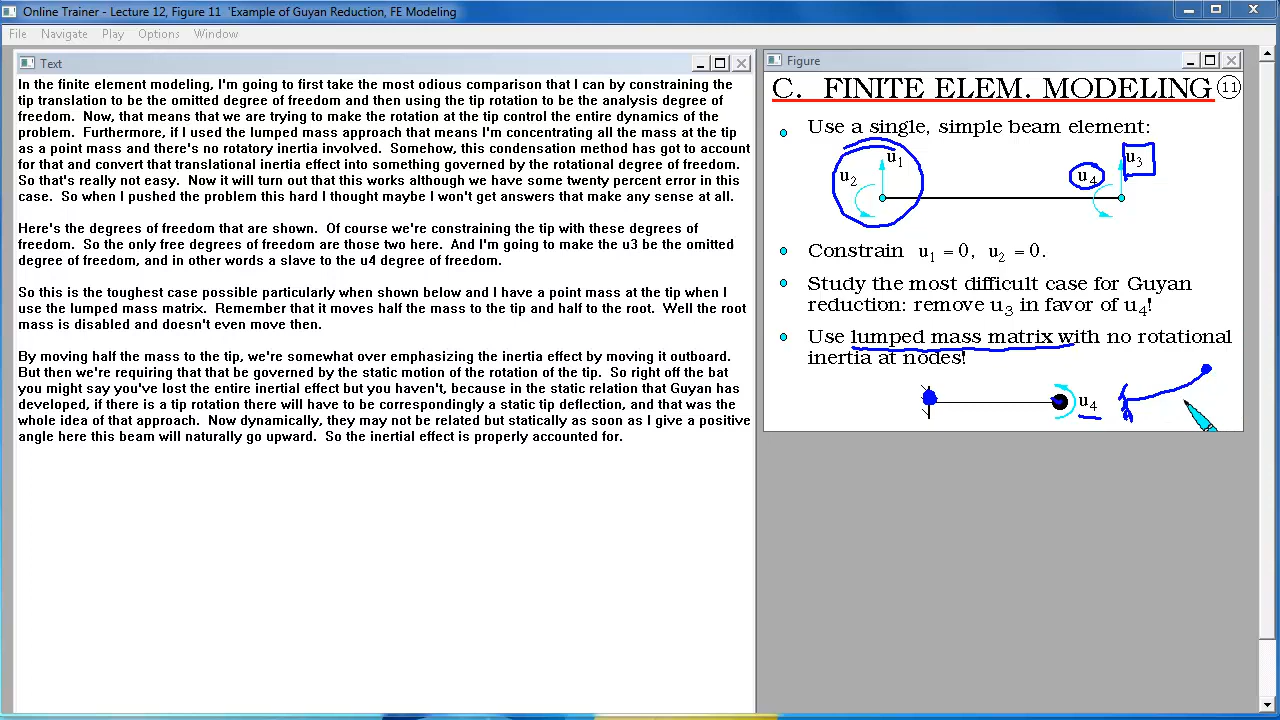 Online Trainer - Lecture 12, Figure 11 'Example of Guyan Reduction, FE Modeling
File Navigate Play Options Window
Text
In the finite element modeling, I'm going to first take the most odious comparison that I can by constraining the
tip translation to be the omitted degree of freedom and then using the tip rotation to be the analysis degree of
freedom. Now, that means that we are trying to make the rotation at the tip control the entire dynamics of the
problem. Furthermore, if I used the lumped mass approach that means I'm concentrating all the mass at the tip
as a point mass and there's no rotatory inertia involved. Somehow, this condensation method has got to account
for that and convert that translational inertia effect into something governed by the rotational degree of freedom.
So that's really not easy. Now it will turn out that this works although we have some twenty percent error in this
case. So when I pushed the problem this hard I thought maybe I won't get answers that make any sense at all.
Here's the degrees of freedom that are shown. Of course we're constraining the tip with these degrees of
freedom. So the only free degrees of freedom are those two here. And I'm going to make the u3 be the omitted
degree of freedom, and in other words a slave to the u4 degree of freedom.
So this is the toughest case possible particularly when shown below and I have a point mass at the tip when I
use the lumped mass matrix. Remember that it moves half the mass to the tip and half to the root. Well the root
mass is disabled and doesn't even move then.
By moving half the mass to the tip, we're somewhat over emphasizing the inertia effect by moving it outboard.
But then we're requiring that that be governed by the static motion of the rotation of the tip. So right off the bat
you might say you've lost the entire inertial effect but you haven't, because in the static relation that Guyan has
developed, if there is a tip rotation there will have to be correspondingly a static tip deflection, and that was the
whole idea of that approach. Now dynamically, they may not be related but statically as soon as I give a positive
angle here this beam will naturally go upward. So the inertial effect is properly accounted for.
Figure
C. FINITE ELEM. MODELING 11
Use a single, simple beam element:
u1 u3
u2 u4
Constrain u1 = 0, u2 = 0.
Study the most difficult case for Guyan
reduction: remove u3 in favor of u4!
Use lumped mass matrix with no rotational
inertia at nodes!
u4